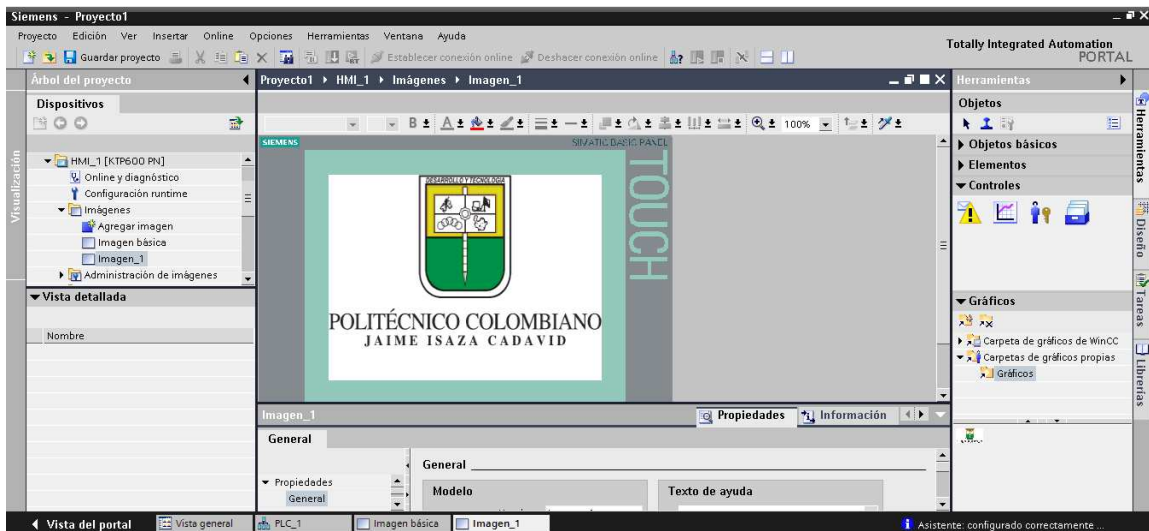 Siemens - Proyecto1
Proyecto Edición Ver Insertar Online Opciones Herramientas Ventana Ayuda
Totally Integrated Automation
PORTAL
Guardar proyecto
Establecer conexión online
Deshacer conexión online
Árbol del proyecto
Proyecto1 HMI_1 Imágenes Imagen_1
Herramientas
Dispositivos
Objetos
B
100%
Visualización
HMI_1 [KTP600 PN]
Online y diagnóstico
Configuración runtime
Imágenes
Agregar imagen
Imagen básica
Imagen_1
Administración de imágenes
SIEMENS
SIMATIC BASIC PANEL
TOUCH
DESARROLLO Y TECNOLOGIA
POLITÉCNICO COLOMBIANO
JAIME ISAZA CADAVID
Objetos básicos
Elementos
Controles
Gráficos
Carpeta de gráficos de WinCC
Carpetas de gráficos propias
Gráficos
Herramientas
Diseño
Tareas
Librerías
Vista detallada
Nombre
Imagen_1
Propiedades
Información
General
General
Propiedades
General
Modelo
Texto de ayuda
Vista del portal
Vista general
PLC_1
Imagen básica
Imagen_1
Asistente: configurado correctamente ...